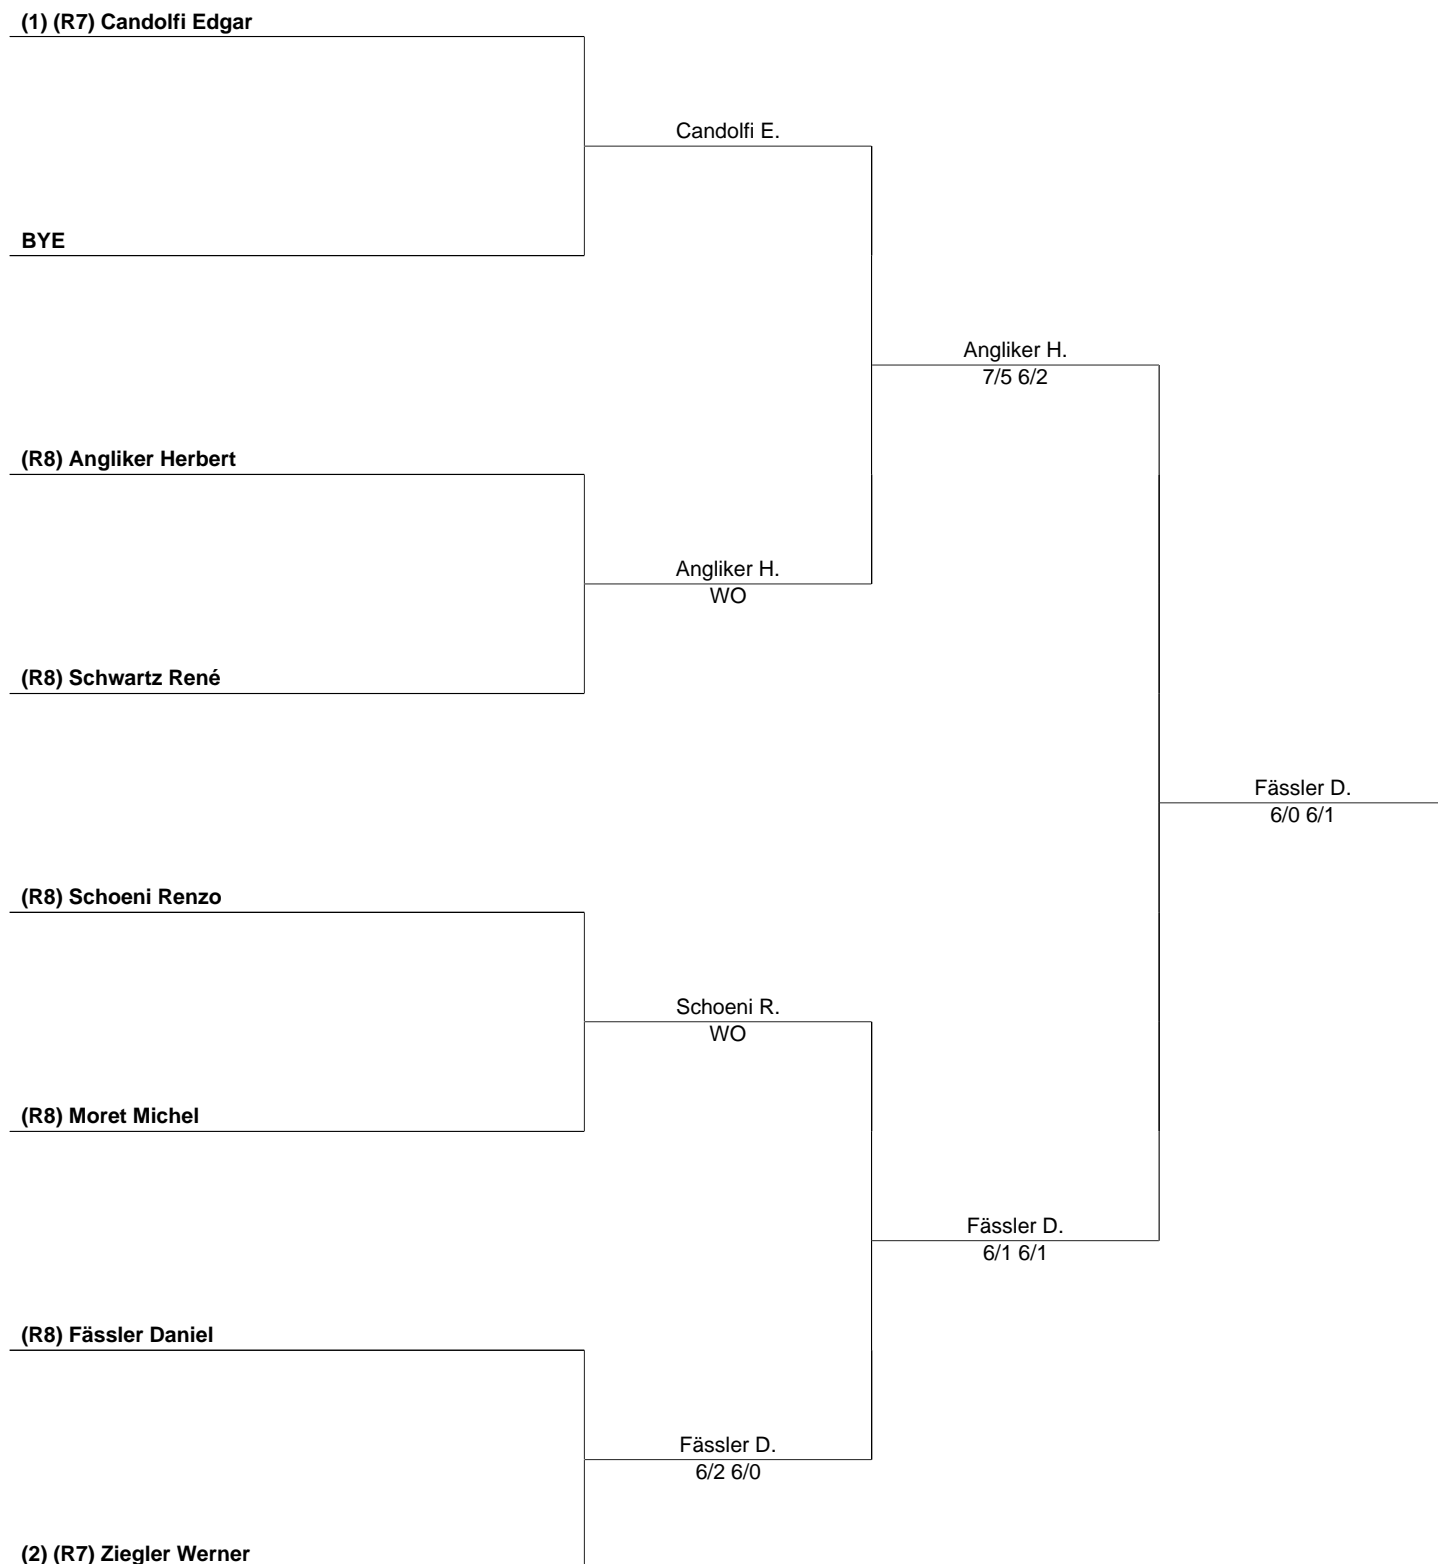 (1) (R7) Candolfi Edgar
Candolfi E.
BYE
Angliker H.
7/5 6/2
(R8) Angliker Herbert
Angliker H.
WO
(R8) Schwartz René
Fässler D.
6/0 6/1
(R8) Schoeni Renzo
Schoeni R.
WO
(R8) Moret Michel
Fässler D.
6/1 6/1
(R8) Fässler Daniel
Fässler D.
6/2 6/0
(2) (R7) Ziegler Werner